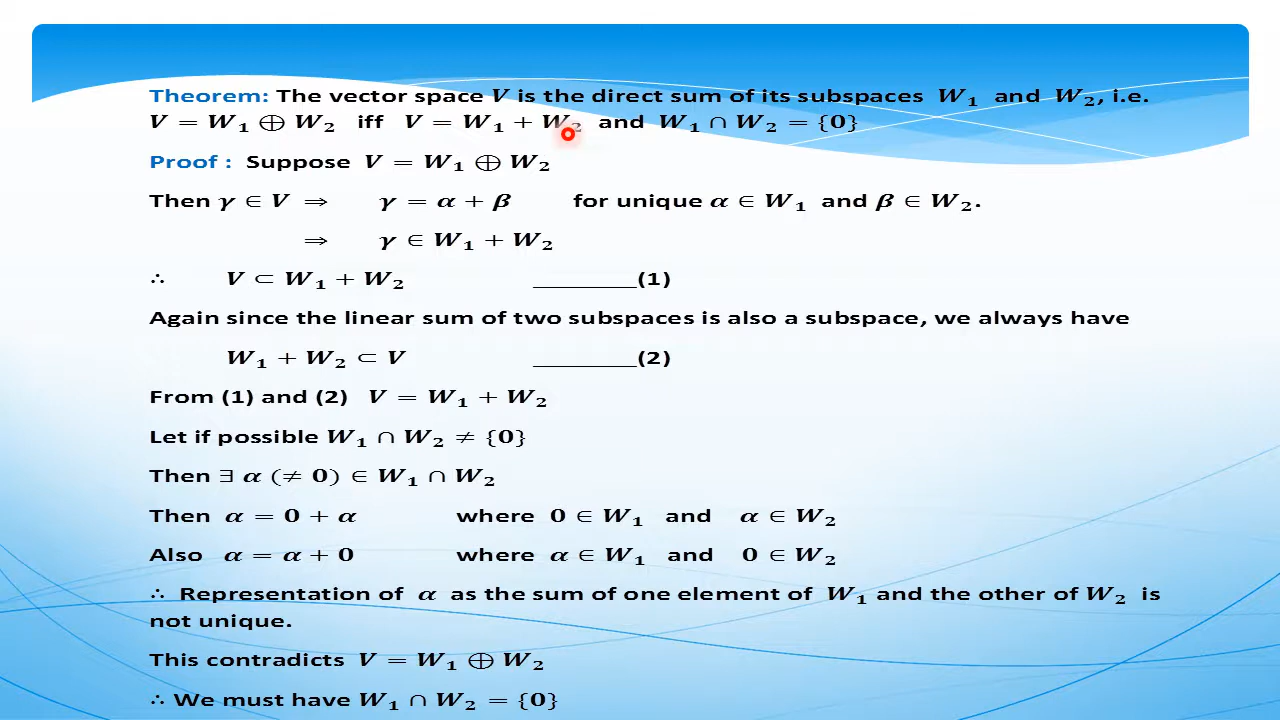 Theorem: The vector space V is the direct sum of its subspaces W₁ and W₂, i.e.
V = W₁ ⊕ W₂ iff V = W₁ + W₂ and W₁ ∩ W₂ = {0}
Proof : Suppose V = W₁ ⊕ W₂
Then γ ∈ V ⇒ γ = α + β for unique α ∈ W₁ and β ∈ W₂.
⇒ γ ∈ W₁ + W₂
∴ V ⊂ W₁ + W₂ ________(1)
Again since the linear sum of two subspaces is also a subspace, we always have
W₁ + W₂ ⊂ V ________(2)
From (1) and (2) V = W₁ + W₂
Let if possible W₁ ∩ W₂ ≠ {0}
Then ∃ α (≠ 0) ∈ W₁ ∩ W₂
Then α = 0 + α where 0 ∈ W₁ and α ∈ W₂
Also α = α + 0 where α ∈ W₁ and 0 ∈ W₂
∴ Representation of α as the sum of one element of W₁ and the other of W₂ is
not unique.
This contradicts V = W₁ ⊕ W₂
∴ We must have W₁ ∩ W₂ = {0}